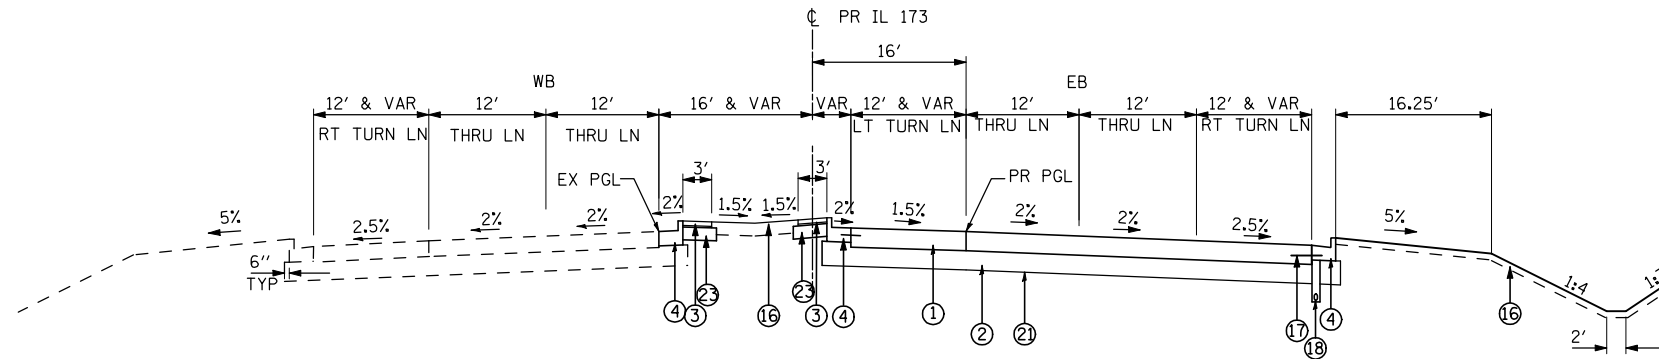 ℄ PR IL 173
16'
WB
EB
12' & VAR
12'
12'
16' & VAR
VAR
12' & VAR
12'
12'
12' & VAR
16.25'
RT TURN LN
THRU LN
THRU LN
LT TURN LN
THRU LN
THRU LN
RT TURN LN
3'
3'
EX PGL
PR PGL
5%
2.5%
2%
2%
2%
1.5%
1.5%
2%
1.5%
2%
2%
2.5%
5%
6"
TYP
1:4
4
3
23
16
23
3
4
1
2
21
17
18
4
16
2'